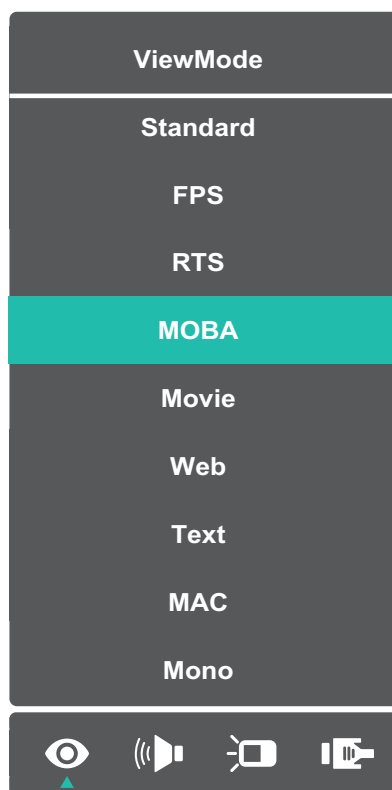 ViewMode
Standard
FPS
RTS
MOBA
Movie
Web
Text
MAC
Mono